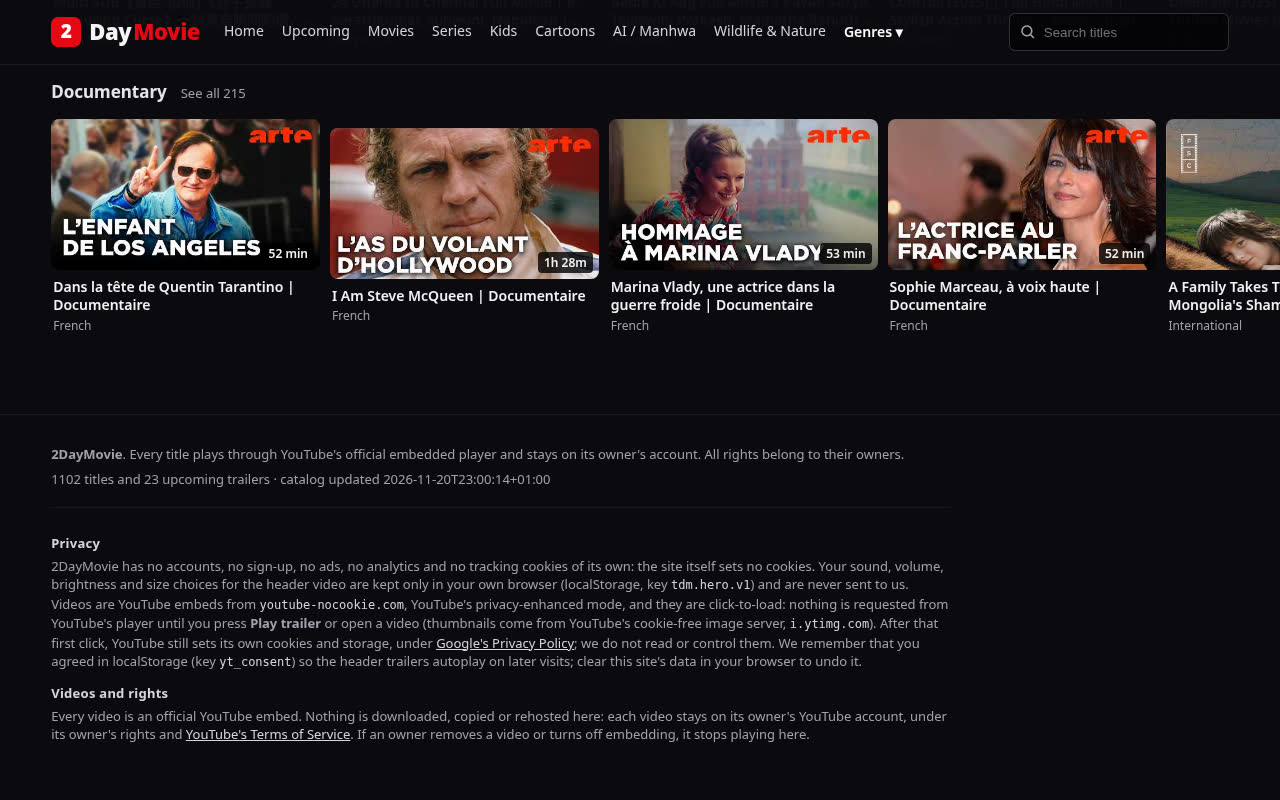 2 DayMovie Home Upcoming Movies Series Kids Cartoons AI / Manhwa Wildlife & Nature Genres ▾ Search titles
Documentary See all 215
arte
L'ENFANT
DE LOS ANGELES 52 min
Dans la tête de Quentin Tarantino |
Documentaire
French
arte
L'AS DU VOLANT
D'HOLLYWOOD 1h 28m
I Am Steve McQueen | Documentaire
French
arte
HOMMAGE
À MARINA VLADY 53 min
Marina Vlady, une actrice dans la
guerre froide | Documentaire
French
arte
L'ACTRICE AU
FRANC-PARLER 52 min
Sophie Marceau, à voix haute |
Documentaire
French
A Family Takes T
Mongolia's Sham
International
2DayMovie. Every title plays through YouTube's official embedded player and stays on its owner's account. All rights belong to their owners.
1102 titles and 23 upcoming trailers · catalog updated 2026-11-20T23:00:14+01:00
Privacy
2DayMovie has no accounts, no sign-up, no ads, no analytics and no tracking cookies of its own: the site itself sets no cookies. Your sound, volume,
brightness and size choices for the header video are kept only in your own browser (localStorage, key tdm.hero.v1) and are never sent to us.
Videos are YouTube embeds from youtube-nocookie.com, YouTube's privacy-enhanced mode, and they are click-to-load: nothing is requested from
YouTube's player until you press Play trailer or open a video (thumbnails come from YouTube's cookie-free image server, i.ytimg.com). After that
first click, YouTube still sets its own cookies and storage, under Google's Privacy Policy; we do not read or control them. We remember that you
agreed in localStorage (key yt_consent) so the header trailers autoplay on later visits; clear this site's data in your browser to undo it.
Videos and rights
Every video is an official YouTube embed. Nothing is downloaded, copied or rehosted here: each video stays on its owner's YouTube account, under
its owner's rights and YouTube's Terms of Service. If an owner removes a video or turns off embedding, it stops playing here.